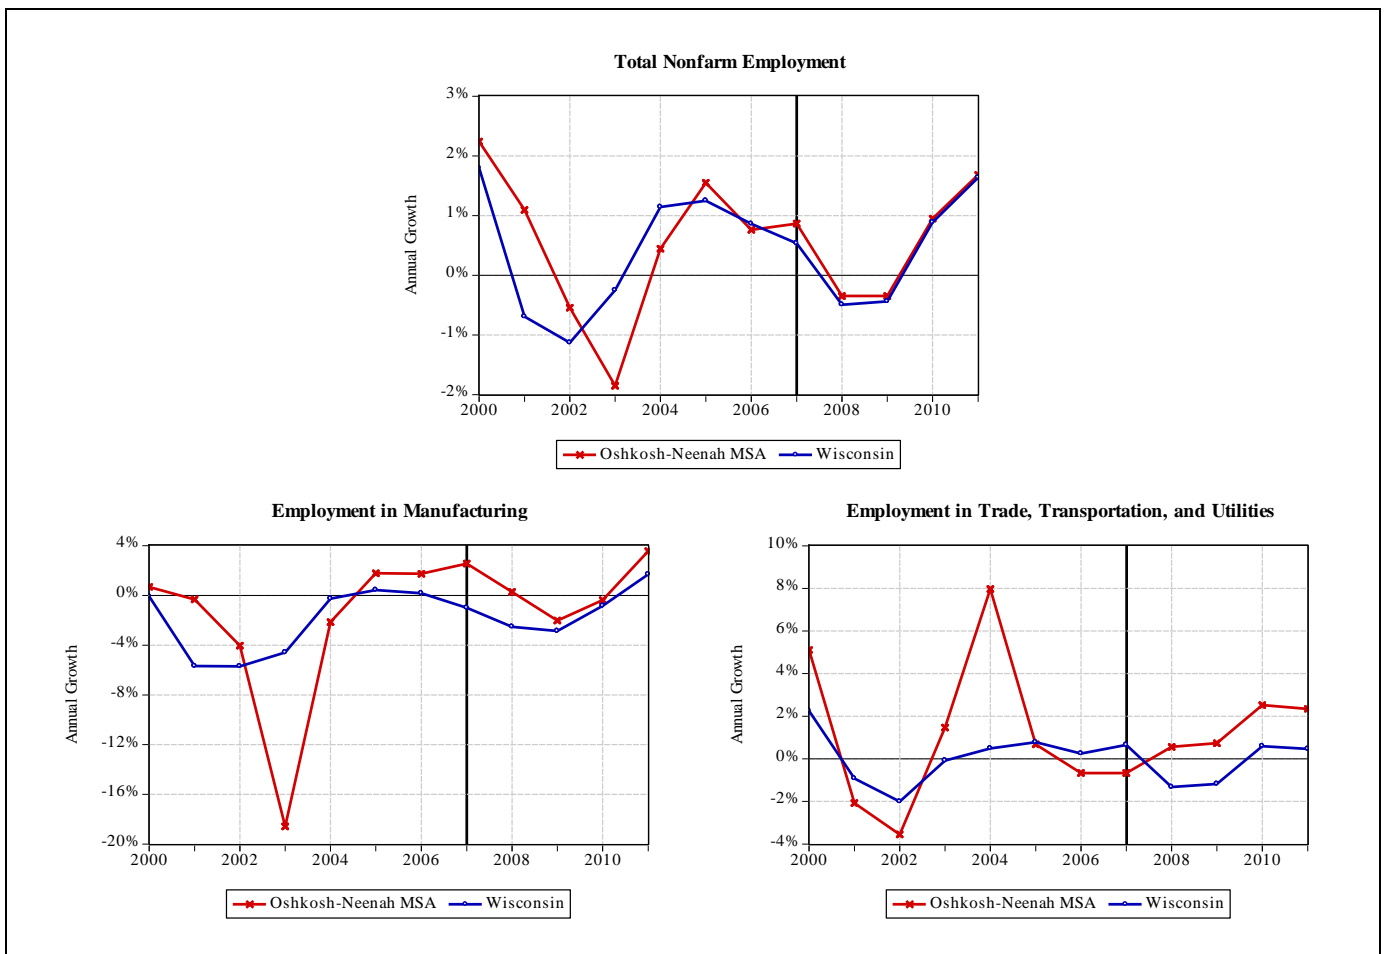 Total Nonfarm Employment
3%
2%
1%
0%
-1%
-2%
Annual Growth
2000 2002 2004 2006 2008 2010
Oshkosh-Neenah MSA Wisconsin
Employment in Manufacturing
4%
0%
-4%
-8%
-12%
-16%
-20%
Annual Growth
2000 2002 2004 2006 2008 2010
Oshkosh-Neenah MSA Wisconsin
Employment in Trade, Transportation, and Utilities
10%
8%
6%
4%
2%
0%
-2%
-4%
Annual Growth
2000 2002 2004 2006 2008 2010
Oshkosh-Neenah MSA Wisconsin